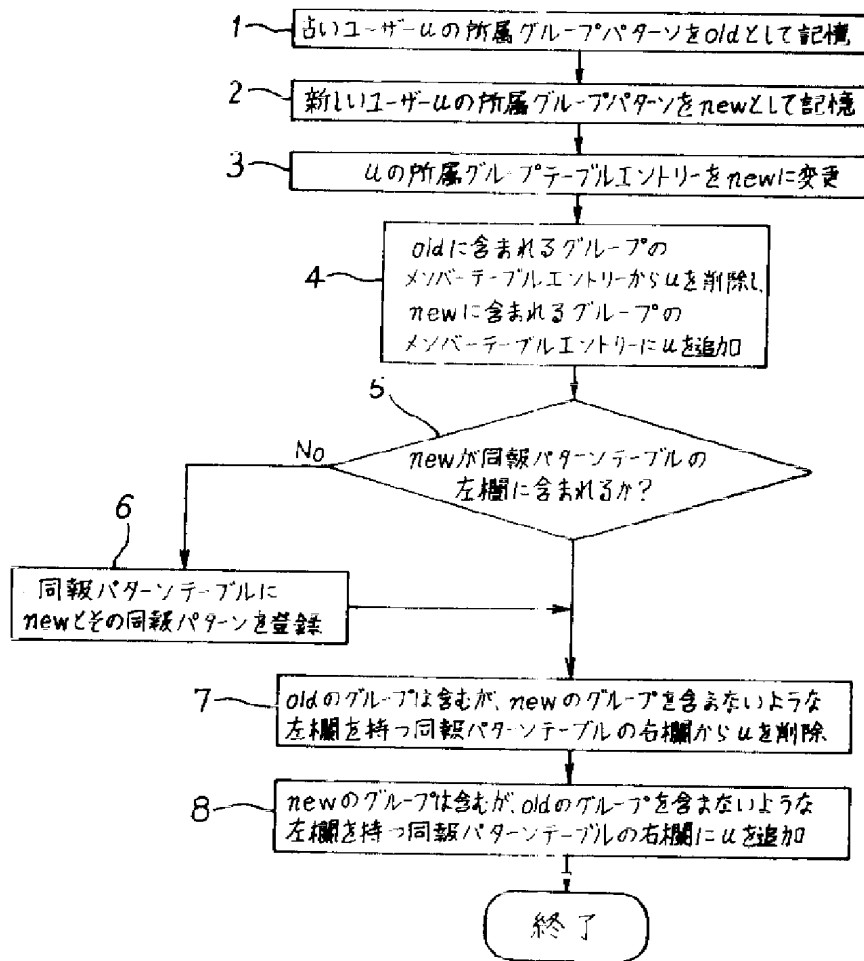 1
古いユーザーuの所属グループパターンをoldとして記憶
2
新しいユーザーuの所属グループパターンをnewとして記憶
3
uの所属グループテーブルエントリーをnewに変更
4
oldに含まれるグループの
メンバーテーブルエントリーからuを削除し、
newに含まれるグループの
メンバーテーブルエントリーにuを追加
5
newが同報パターンテーブルの
左欄に含まれるか?
No
6
同報パターンテーブルに
newとその同報パターンを登録
7
oldのグループは含むが、newのグループを含まないような
左欄を持つ同報パターンテーブルの右欄からuを削除
8
newのグループは含むが、oldのグループを含まないような
左欄を持つ同報パターンテーブルの右欄にuを追加
終了